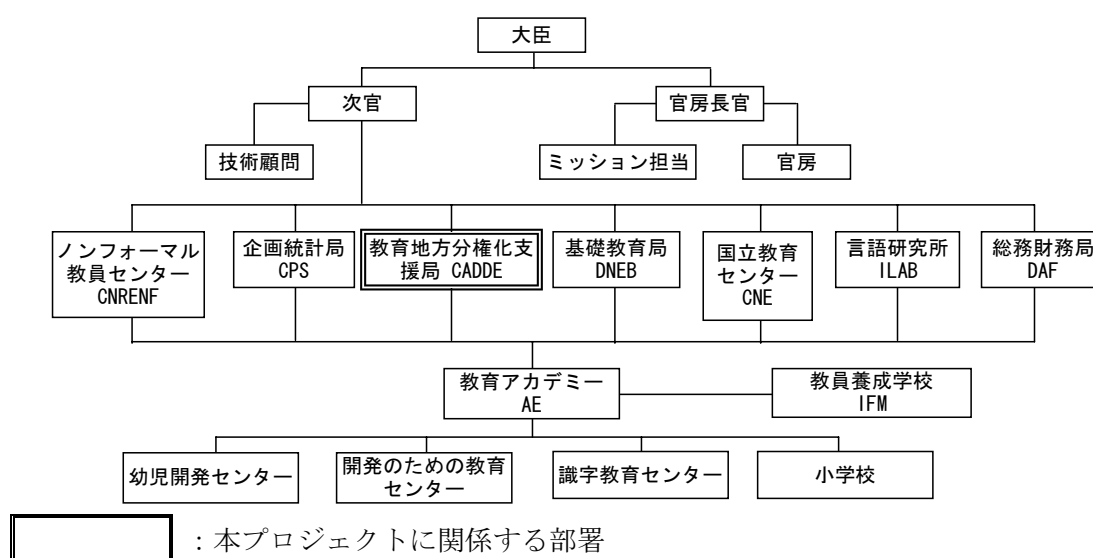 大臣
次官
官房長官
技術顧問
ミッション担当
官房
ノンフォーマル
教員センター
CNRENF
企画統計局
CPS
教育地方分権化支
援局 CADDE
基礎教育局
DNEB
国立教育
センター
CNE
言語研究所
ILAB
総務財務局
DAF
教育アカデミー
AE
教員養成学校
IFM
幼児開発センター
開発のための教育
センター
識字教育センター
小学校
:本プロジェクトに関係する部署